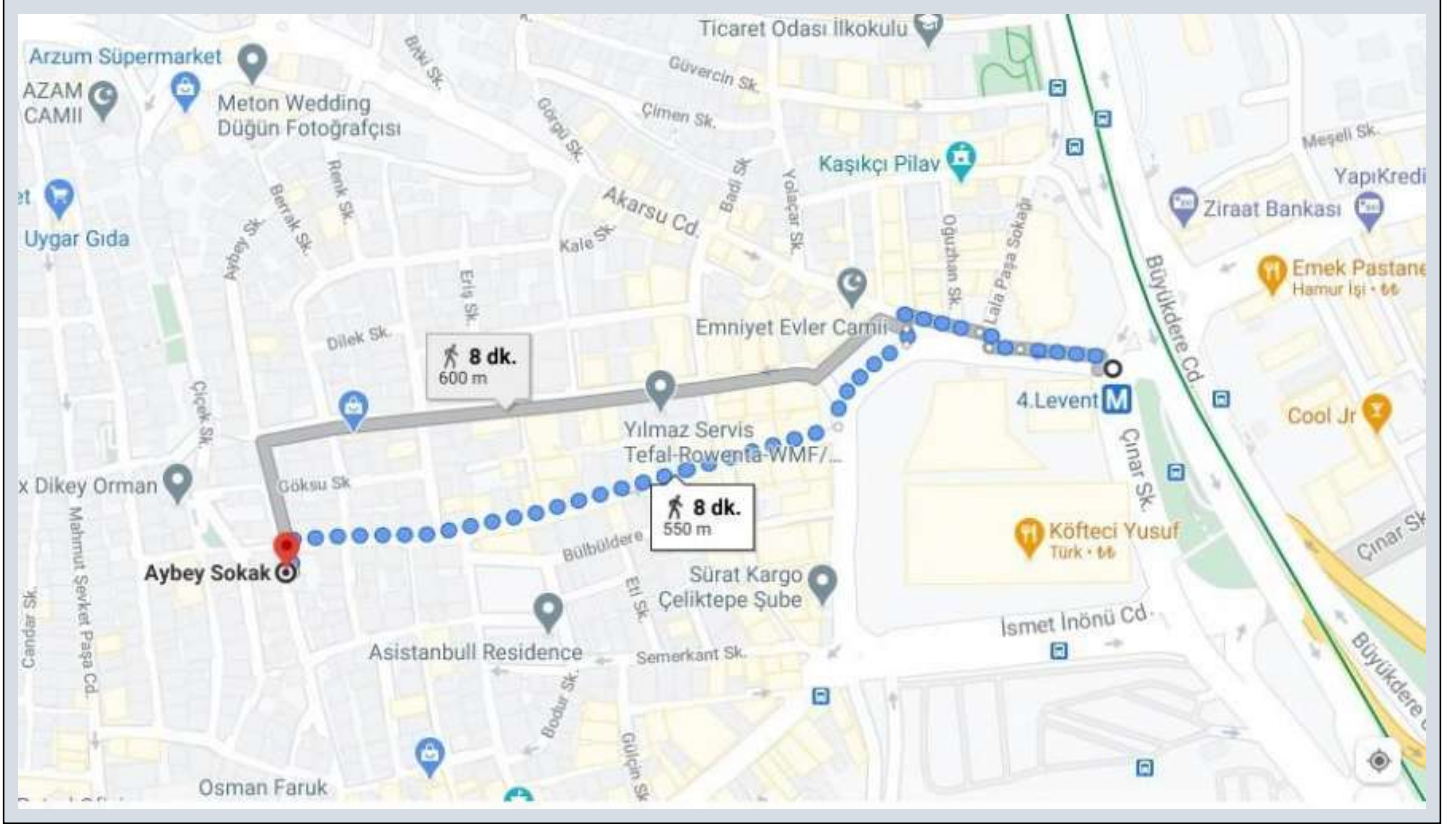 Ticaret Odası İlkokulu
Arzum Süpermarket
Batkı Sk.
AZAM
CAMII
Meton Wedding
Düğün Fotoğrafçısı
Güvercin Sk.
Çimen Sk.
Görgü Sk.
Meşeli Sk.
Kaşıkçı Pilav
YapıKredi
Ziraat Bankası
Badi Sk.
Yolaçar Sk.
Renk Sk.
Berrak Sk.
Akarsu Cd.
Oğuzhan Sk.
Lala Paşa Sokağı
Uygar Gıda
Aybey Sk.
Kale Sk.
Büyükdere Cd.
Emek Pastane
Hamur İşi · ₺₺
Eriş Sk.
Emniyet Evler Camii
Dilek Sk.
8 dk.
600 m
4.Levent M
Cool Jr
Çiçek Sk.
Yılmaz Servis
Tefal-Rowenta-WMF/...
Çınar Sk.
x Dikey Orman
Göksu Sk
8 dk.
550 m
Köfteci Yusuf
Türk · ₺₺
Çınar Sk
Mahmut Şevket Paşa Cd.
Bülbüldere
Aybey Sokak
Sürat Kargo
Çeliktepe Şube
Eti Sk.
Candar Sk.
İsmet İnönü Cd.
Asistanbull Residence
Semerkant Sk.
Büyükdere
Bodur Sk.
Gülçin Sk
Osman Faruk